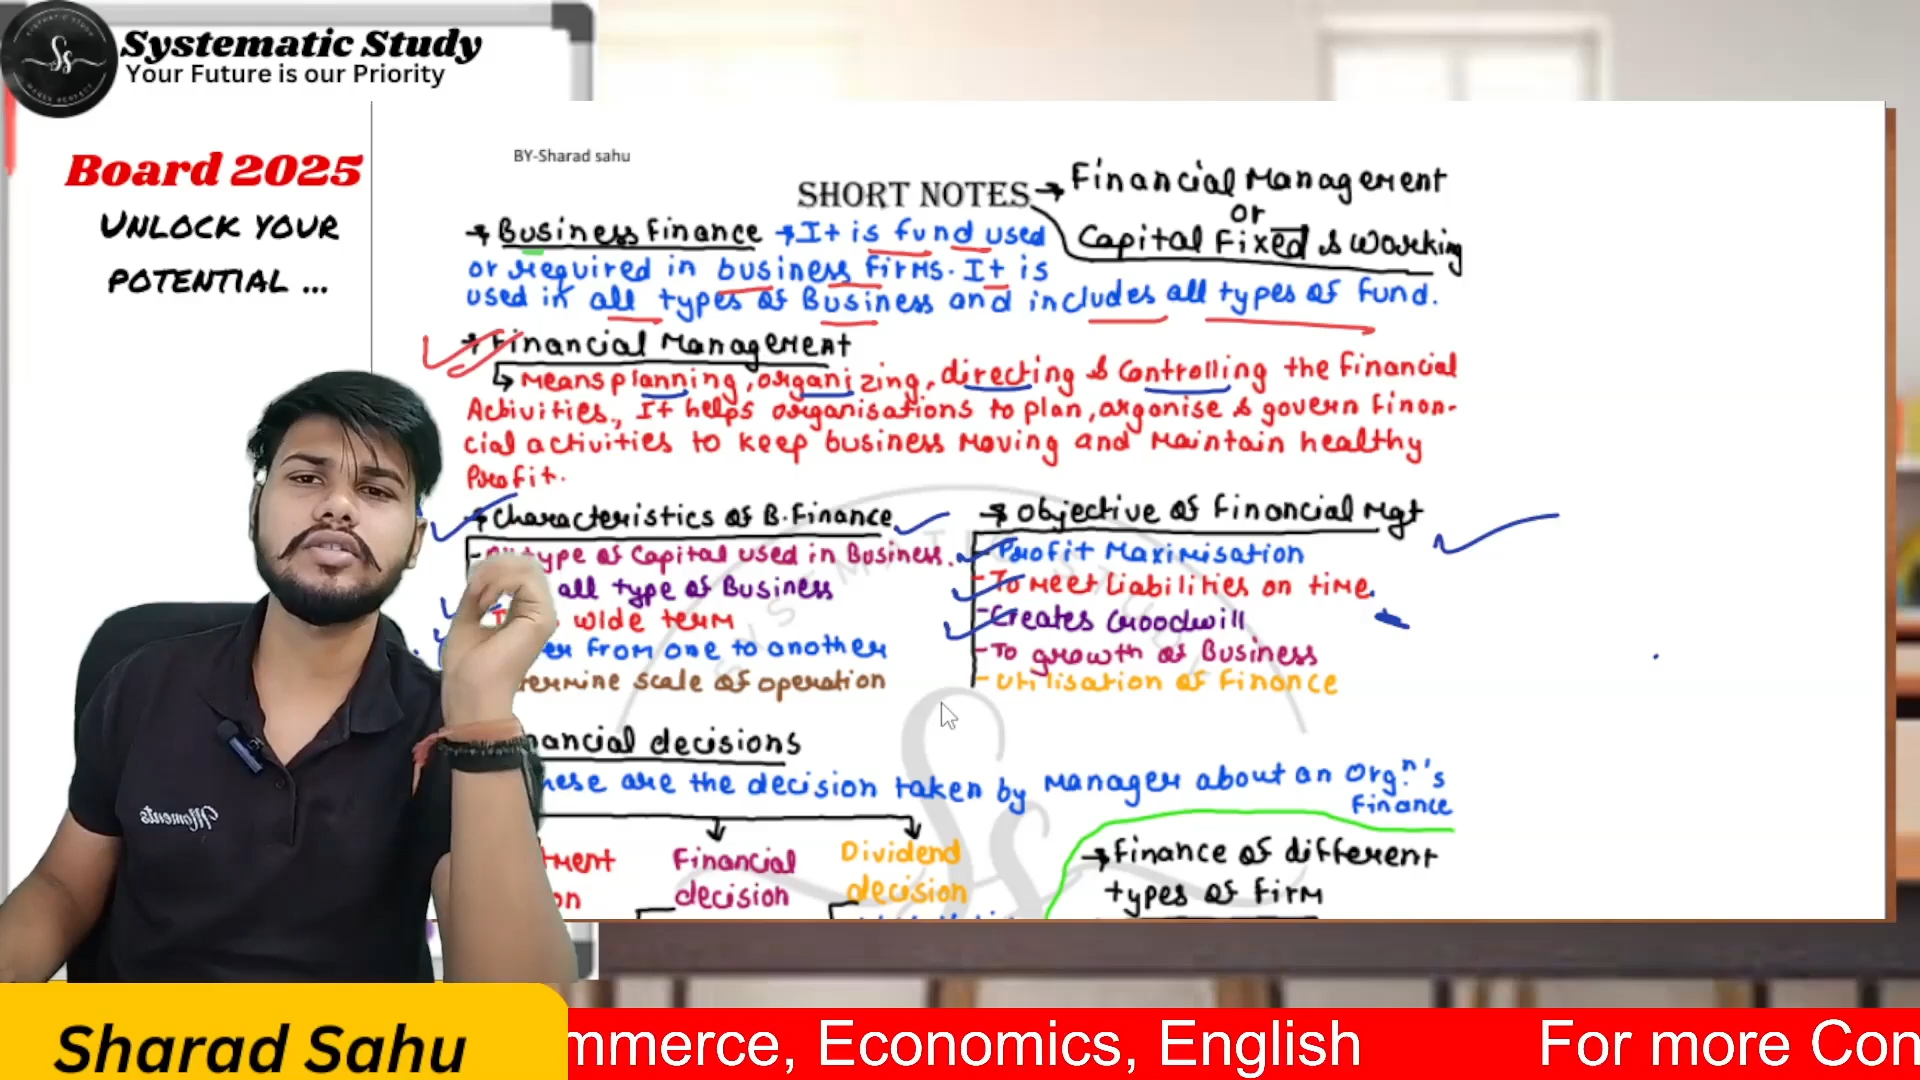 Systematic Study
Your Future is our Priority
Board 2025
UNLOCK YOUR
POTENTIAL ...
BY-Sharad sahu
SHORT NOTES → Financial Management
or
Capital Fixed & Working
→ Business Finance → It is fund used
or required in business firms. It is
used in all types of Business and includes all types of fund.
→ Financial Management
↳ Means planning, organizing, directing & controlling the Financial
Activities, It helps organisations to plan, organise & govern finan-
cial activities to keep business moving and maintain healthy
Profit.
→ Characteristics of B. Finance
type of Capital used in Business.
all type of Business
wide term
from one to another
scale of operation
→ Objective of Financial Mgt
- Profit Maximisation
- To meet Liabilities on time.
- Creates Goodwill
- To growth of Business
- Utilisation of Finance
decisions
are the decision taken by Manager about an Orgn's
Finance
Financial
decision
Dividend
decision
→ Finance of different
types of Firm
Moments
Sharad Sahu
Economics, English
For more